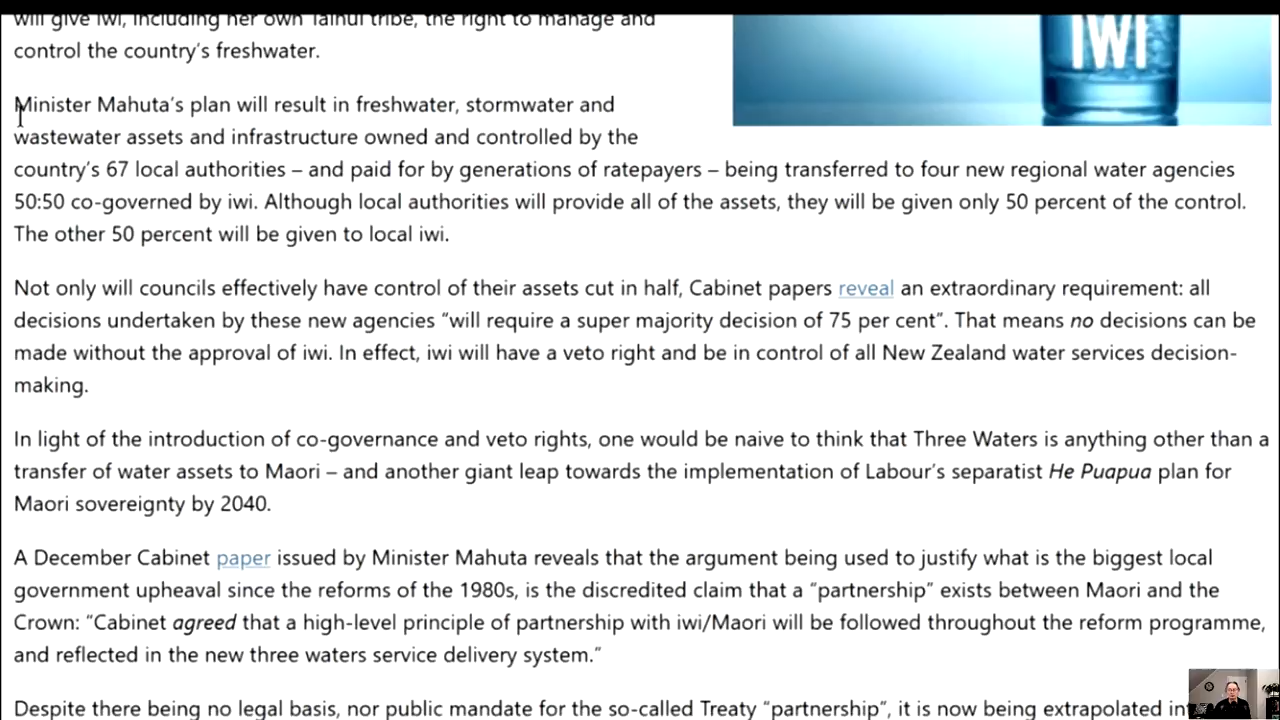 will give iwi, including her own Tainui tribe, the right to manage and
control the country's freshwater.
IWI
Minister Mahuta's plan will result in freshwater, stormwater and
wastewater assets and infrastructure owned and controlled by the
country's 67 local authorities – and paid for by generations of ratepayers – being transferred to four new regional water agencies
50:50 co-governed by iwi. Although local authorities will provide all of the assets, they will be given only 50 percent of the control.
The other 50 percent will be given to local iwi.
Not only will councils effectively have control of their assets cut in half, Cabinet papers reveal an extraordinary requirement: all
decisions undertaken by these new agencies "will require a super majority decision of 75 per cent". That means no decisions can be
made without the approval of iwi. In effect, iwi will have a veto right and be in control of all New Zealand water services decision-
making.
In light of the introduction of co-governance and veto rights, one would be naive to think that Three Waters is anything other than a
transfer of water assets to Maori – and another giant leap towards the implementation of Labour's separatist He Puapua plan for
Maori sovereignty by 2040.
A December Cabinet paper issued by Minister Mahuta reveals that the argument being used to justify what is the biggest local
government upheaval since the reforms of the 1980s, is the discredited claim that a "partnership" exists between Maori and the
Crown: "Cabinet agreed that a high-level principle of partnership with iwi/Maori will be followed throughout the reform programme,
and reflected in the new three waters service delivery system."
Despite there being no legal basis, nor public mandate for the so-called Treaty "partnership", it is now being extrapolated